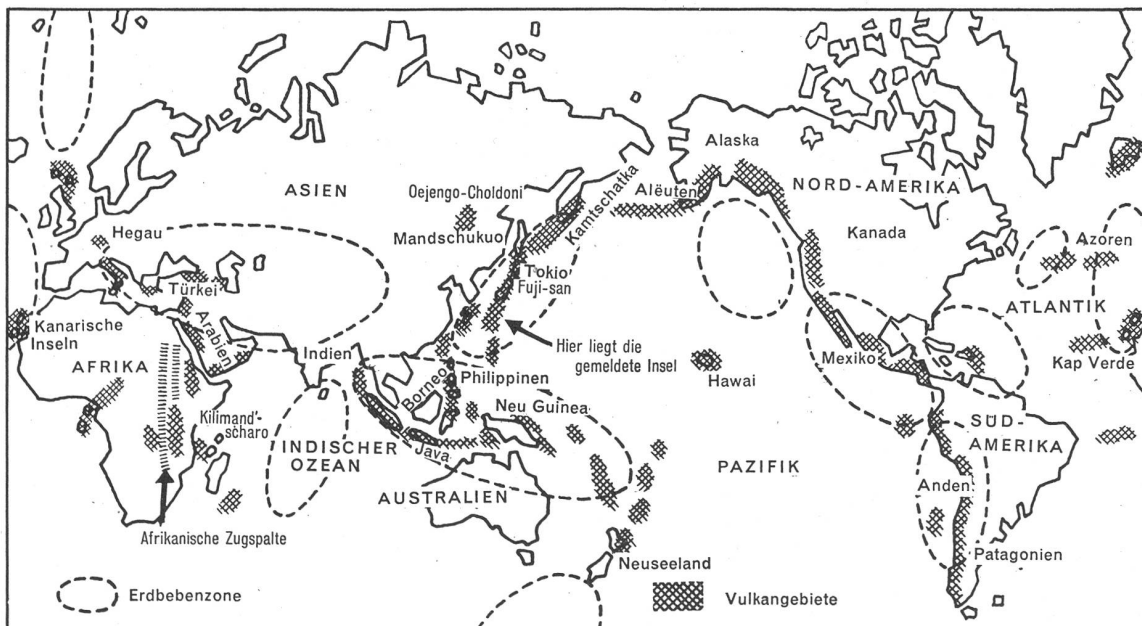 Alaska
ASIEN
Oejengo-Choldoni
Kamtschatka
Alëuten
NORD-AMERIKA
Hegau
Mandschukuo
Kanada
Azoren
Türkei
Tokio
Fuji-san
ATLANTIK
Kanarische
Inseln
Arabien
Indien
Hier liegt die
gemeldete Insel
Mexiko
Kap Verde
AFRIKA
Borneo
Philippinen
Hawai
Kilimand'-
scharo
Neu Guinea
SÜD-
AMERIKA
INDISCHER
OZEAN
Java
PAZIFIK
AUSTRALIEN
Anden
Afrikanische Zugspalte
Neuseeland
Patagonien
Erdbebenzone
Vulkangebiete